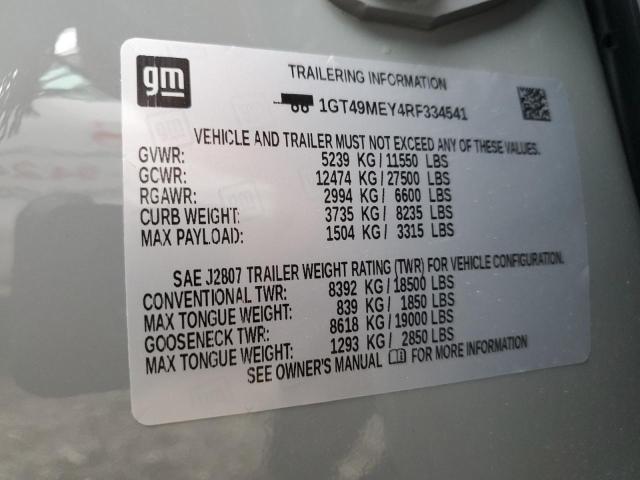 gm
TRAILERING INFORMATION
1GT49MEY4RF334541
VEHICLE AND TRAILER MUST NOT EXCEED ANY OF THESE VALUES.
GVWR: 5239 KG/11550 LBS
GCWR: 12474 KG/27500 LBS
RGAWR: 2994 KG/ 6600 LBS
CURB WEIGHT: 3735 KG/ 8235 LBS
MAX PAYLOAD: 1504 KG/ 3315 LBS
SAE J2807 TRAILER WEIGHT RATING (TWR) FOR VEHICLE CONFIGURATION.
CONVENTIONAL TWR: 8392 KG/18500 LBS
MAX TONGUE WEIGHT: 839 KG/ 1850 LBS
GOOSENECK TWR: 8618 KG/19000 LBS
MAX TONGUE WEIGHT: 1293 KG/ 2850 LBS
SEE OWNER'S MANUAL FOR MORE INFORMATION